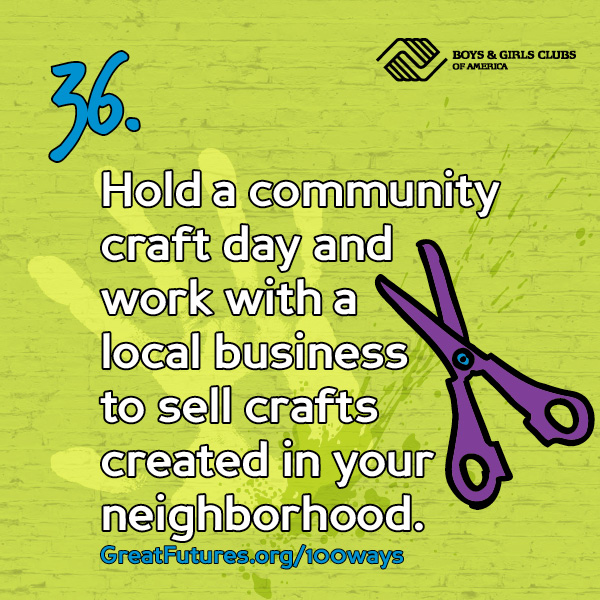 36.
BOYS & GIRLS CLUBS
OF AMERICA
Hold a community
craft day and
work with a
local business
to sell crafts
created in your
neighborhood.
GreatFutures.org/100ways